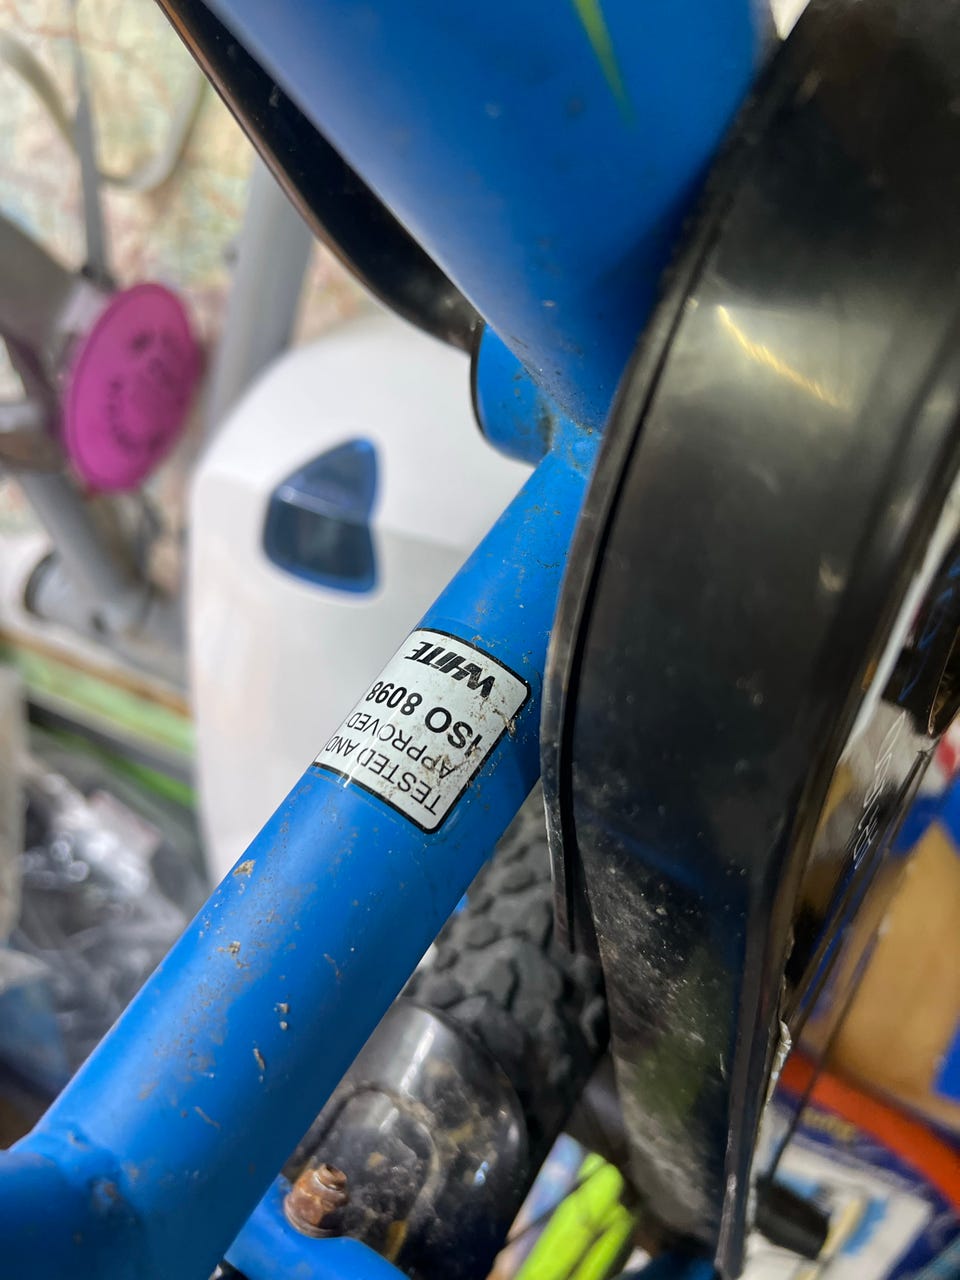 TESTED AND
APPROVED
ISO 8098
WHITE